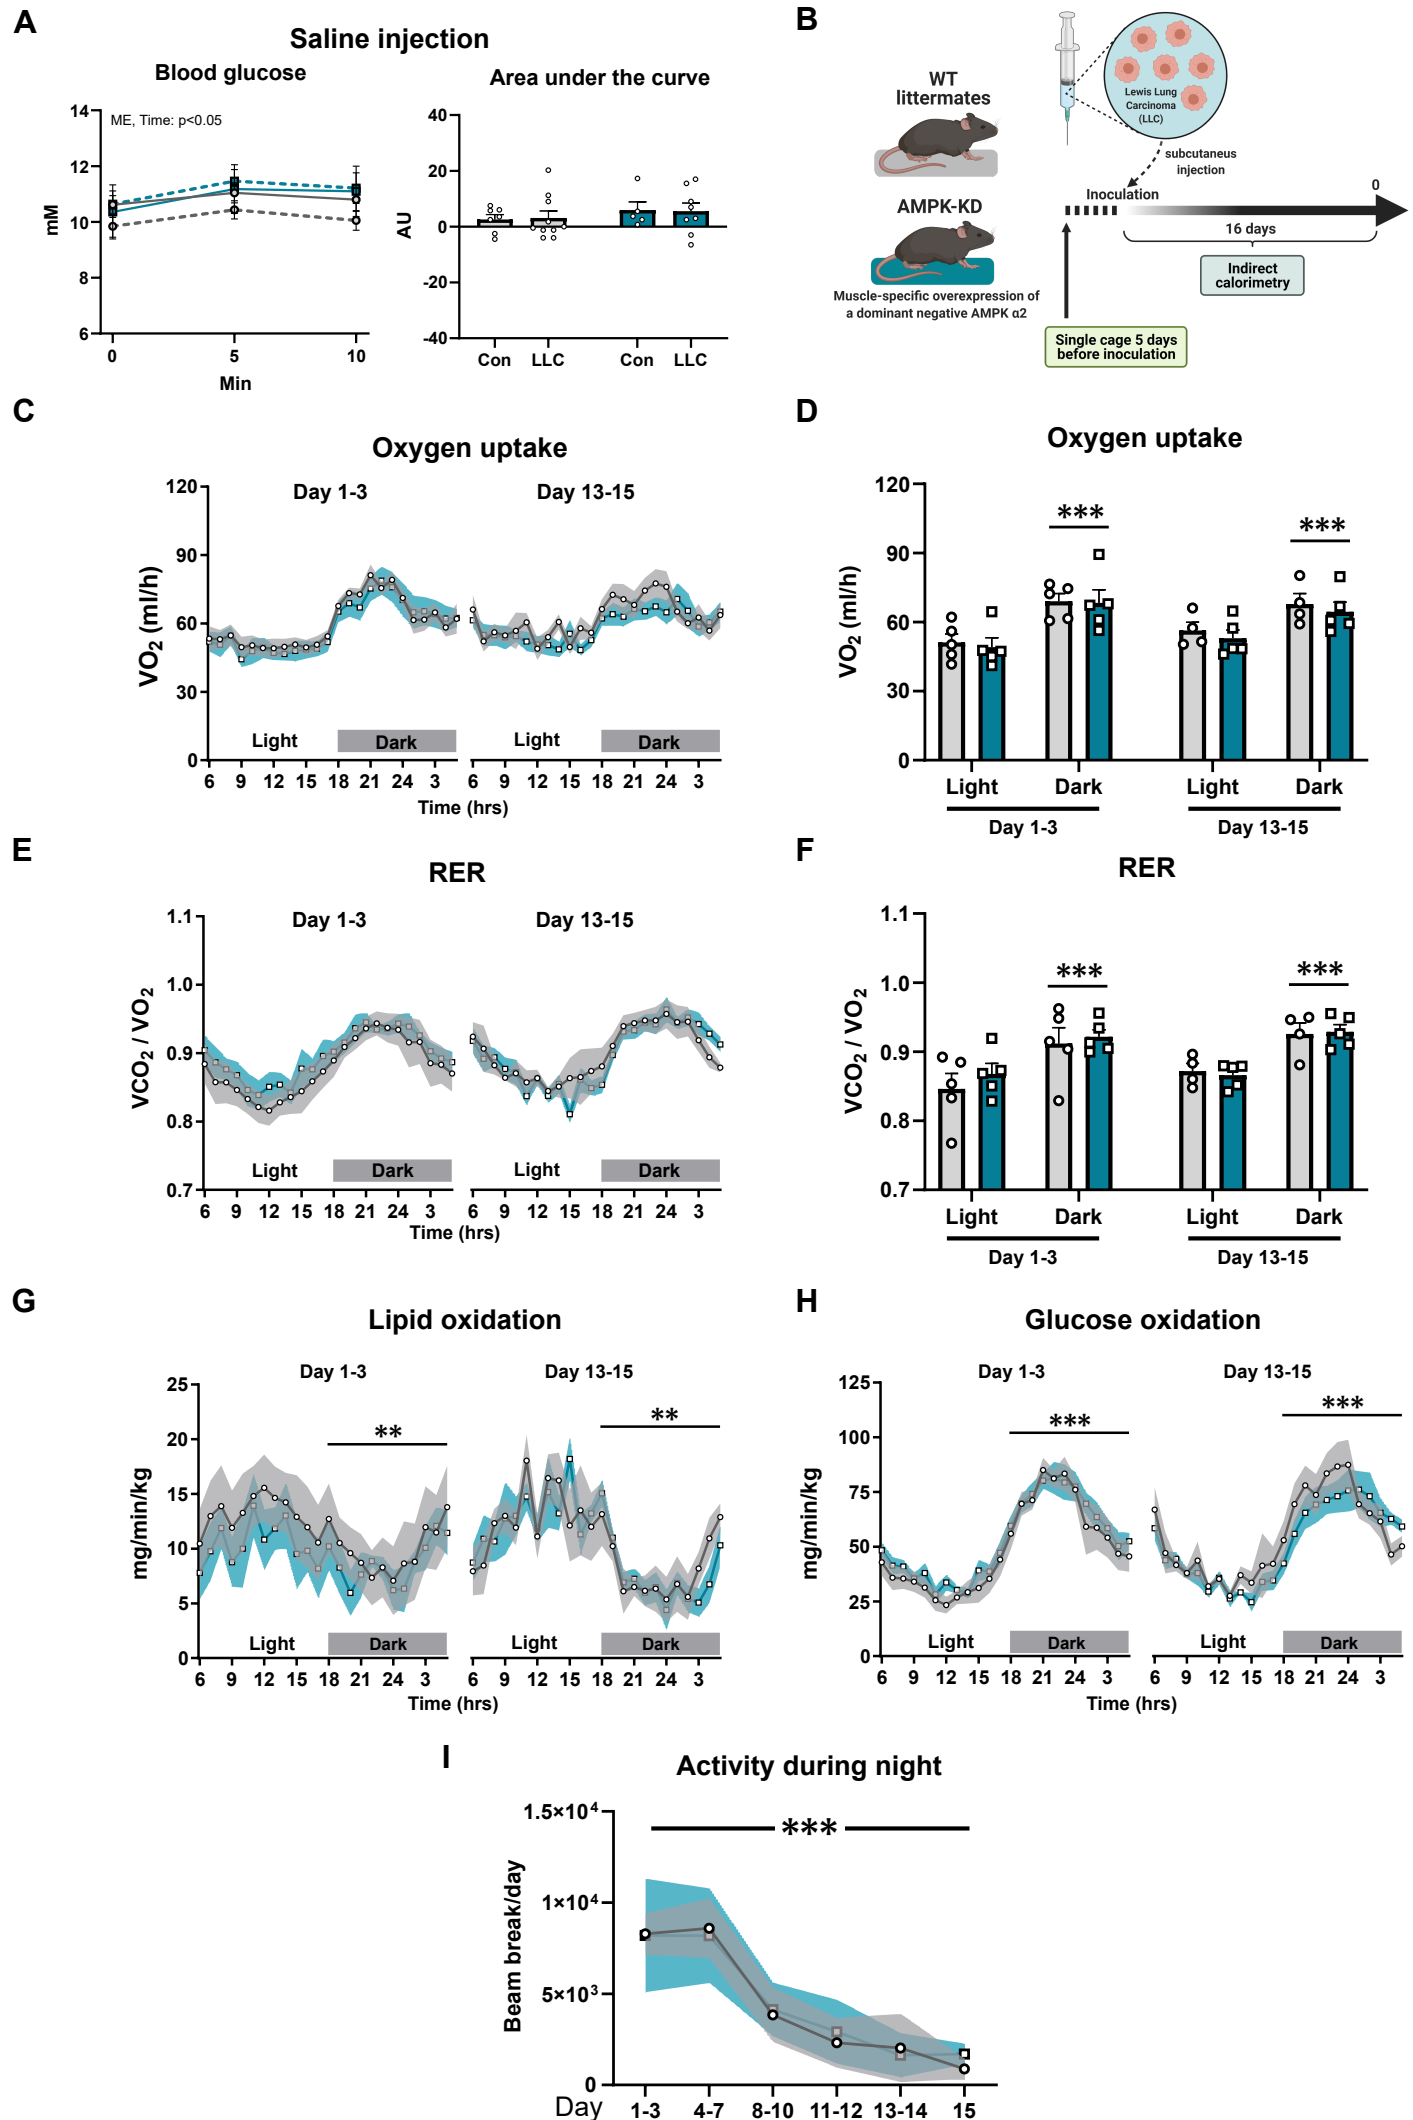 A
Saline injection
Blood glucose
ME, Time: p<0.05
mM
14
12
10
8
6
0 5 10
Min
Area under the curve
AU
40
20
0
-20
-40
Con LLC Con LLC
B
WT
littermates
AMPK-KD
Muscle-specific overexpression of
a dominant negative AMPK α2
Lewis Lung
Carcinoma
(LLC)
subcutaneus
injection
Inoculation
0
16 days
Indirect
calorimetry
Single cage 5 days
before inoculation
C
Oxygen uptake
Day 1-3 Day 13-15
VO2 (ml/h)
120
90
60
30
0
Light Dark Light Dark
6 9 12 15 18 21 24 3 6 9 12 15 18 21 24 3
Time (hrs)
D
Oxygen uptake
VO2 (ml/h)
120
90
60
30
0
*** ***
Light Dark Light Dark
Day 1-3 Day 13-15
E
RER
Day 1-3 Day 13-15
VCO2 / VO2
1.1
1.0
0.9
0.8
0.7
Light Dark Light Dark
6 9 12 15 18 21 24 3 6 9 12 15 18 21 24 3
Time (hrs)
F
RER
VCO2 / VO2
1.1
1.0
0.9
0.8
0.7
*** ***
Light Dark Light Dark
Day 1-3 Day 13-15
G
Lipid oxidation
Day 1-3 Day 13-15
mg/min/kg
25
20
15
10
5
0
** **
Light Dark Light Dark
6 9 12 15 18 21 24 3 6 9 12 15 18 21 24 3
Time (hrs)
H
Glucose oxidation
Day 1-3 Day 13-15
mg/min/kg
125
100
75
50
25
0
*** ***
Light Dark Light Dark
6 9 12 15 18 21 24 3 6 9 12 15 18 21 24 3
Time (hrs)
I
Activity during night
Beam break/day
1.5×10⁴
1×10⁴
5×10³
0
***
Day 1-3 4-7 8-10 11-12 13-14 15